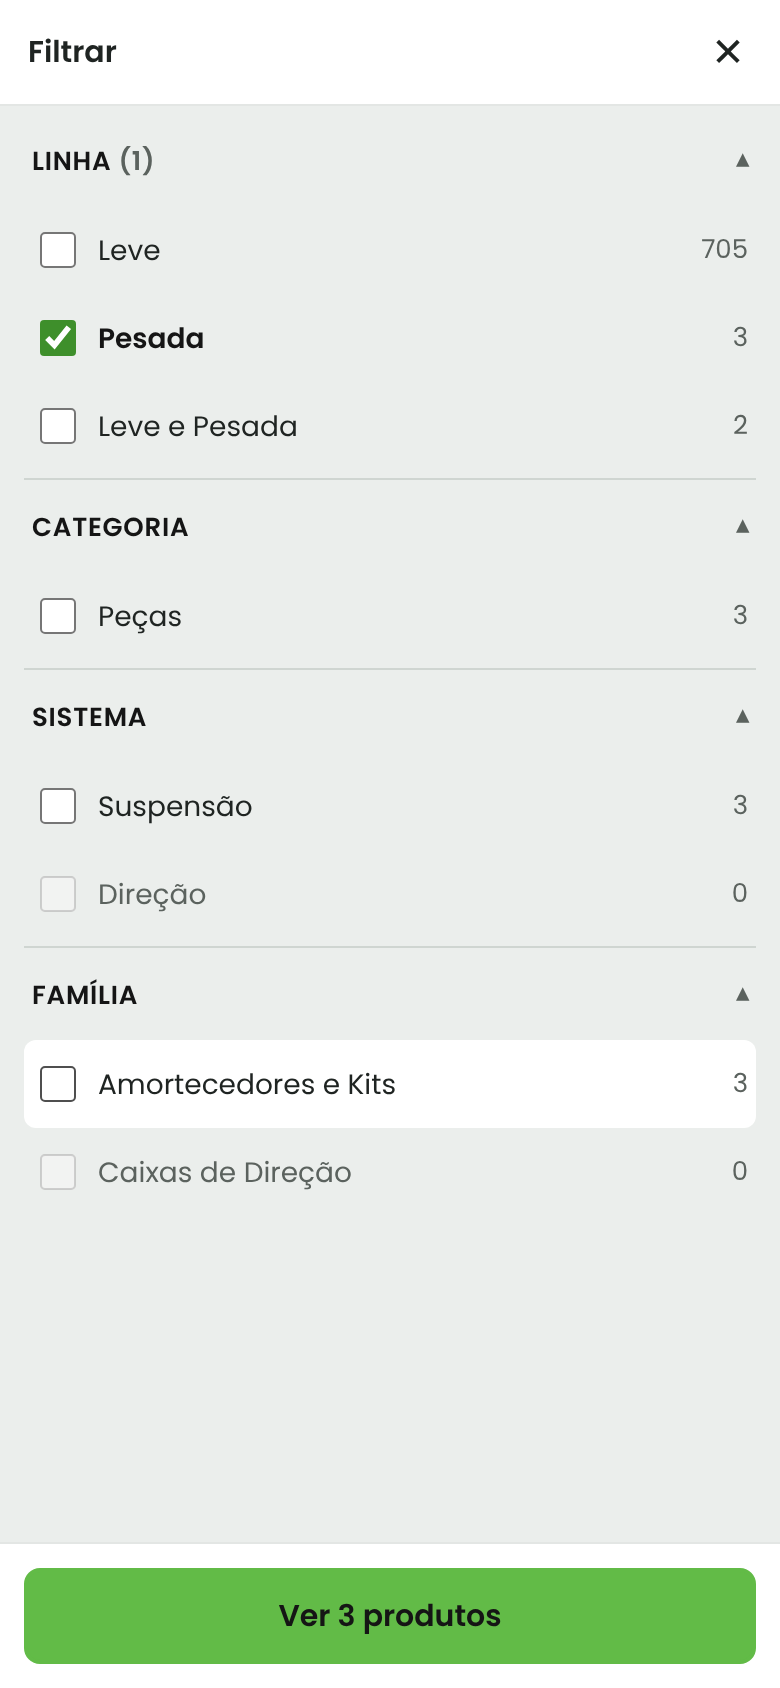 Filtrar ✕
LINHA (1) ▲
Leve 705
Pesada 3
Leve e Pesada 2
CATEGORIA ▲
Peças 3
SISTEMA ▲
Suspensão 3
Direção 0
FAMÍLIA ▲
Amortecedores e Kits 3
Caixas de Direção 0
Ver 3 produtos